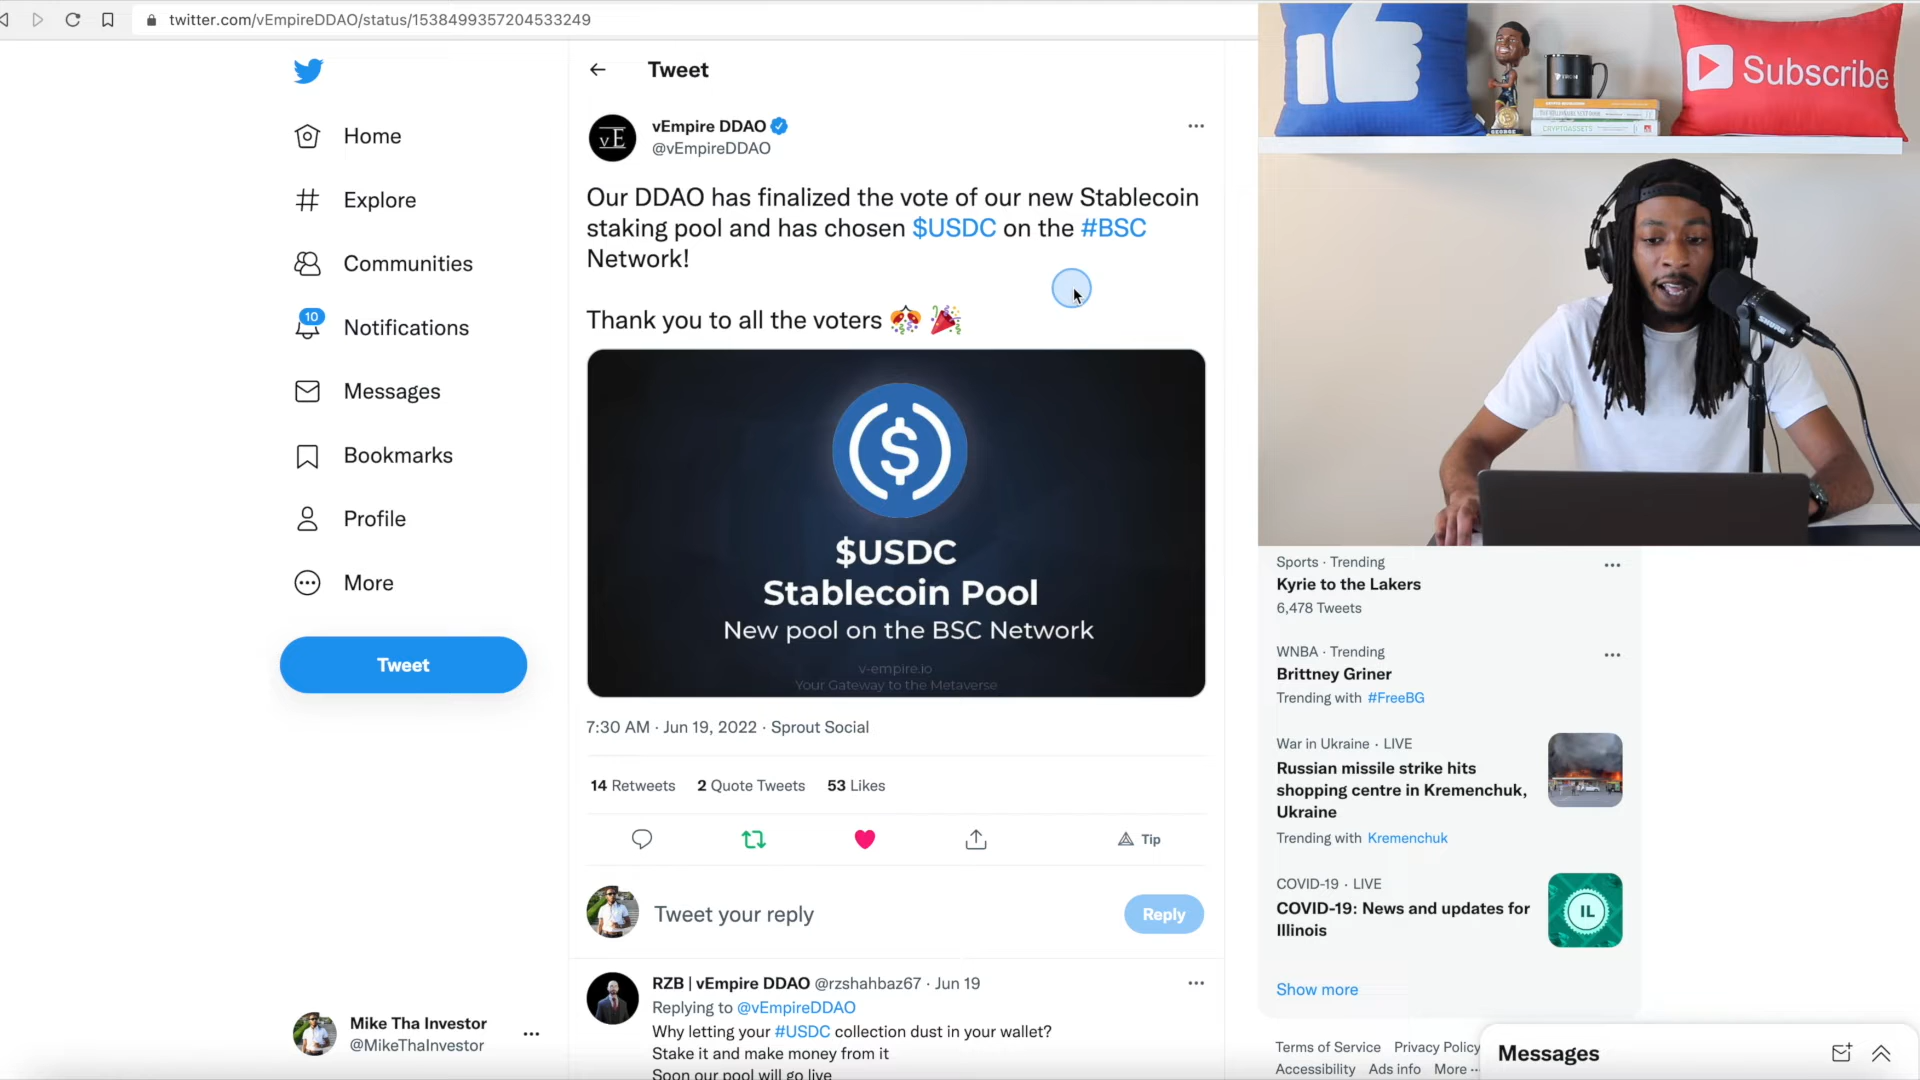 twitter.com/vEmpireDDAO/status/1538499357204533249
Home
Explore
Communities
10
Notifications
Messages
Bookmarks
Profile
More
Tweet
Mike Tha Investor
@MikeThaInvestor
Tweet
vE
vEmpire DDAO
@vEmpireDDAO
Our DDAO has finalized the vote of our new Stablecoin
staking pool and has chosen $USDC on the #BSC
Network!
Thank you to all the voters
$
$USDC
Stablecoin Pool
New pool on the BSC Network
v-empire.io
Your Gateway to the Metaverse
7:30 AM · Jun 19, 2022 · Sprout Social
14 Retweets 2 Quote Tweets 53 Likes
Tip
Tweet your reply
Reply
RZB | vEmpire DDAO @rzshahbaz67 · Jun 19
Replying to @vEmpireDDAO
Why letting your #USDC collection dust in your wallet?
Stake it and make money from it
Soon our pool will go live
Subscribe
GEORGE
CRYPTOASSETS
SHURE
Sports · Trending
Kyrie to the Lakers
6,478 Tweets
WNBA · Trending
Brittney Griner
Trending with #FreeBG
War in Ukraine · LIVE
Russian missile strike hits
shopping centre in Kremenchuk,
Ukraine
Trending with Kremenchuk
COVID-19 · LIVE
COVID-19: News and updates for
Illinois
IL
Show more
Terms of Service Privacy Policy
Accessibility Ads info More ···
Messages